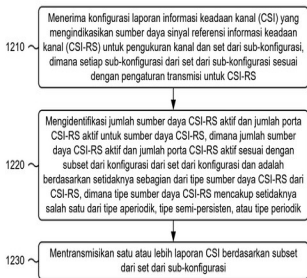 Menerima konfigurasi laporan informasi keadaan kanal (CSI) yang
mengindikasikan sumber daya sinyal referensi informasi keadaan
kanal (CSI-RS) untuk pengukuran kanal dan set dari sub-konfigurasi,
dimana setiap sub-konfigurasi dari set dari sub-konfigurasi sesuai
dengan pengaturan transmisi untuk CSI-RS
1210
Mengidentifikasi jumlah sumber daya CSI-RS aktif dan jumlah porta
CSI-RS aktif untuk sumber daya CSI-RS, dimana jumlah sumber
daya CSI-RS aktif dan jumlah porta CSI-RS aktif sesuai dengan
subset dari konfigurasi dari set dari konfigurasi dan adalah
berdasarkan setidaknya sebagian dari tipe sumber daya CSI-RS dari
CSI-RS, dimana tipe sumber daya CSI-RS mencakup setidaknya
salah satu dari tipe aperiodik, tipe semi-persisten, atau tipe periodik
1220
Mentransmisikan satu atau lebih laporan CSI berdasarkan subset
dari set dari sub-konfigurasi
1230